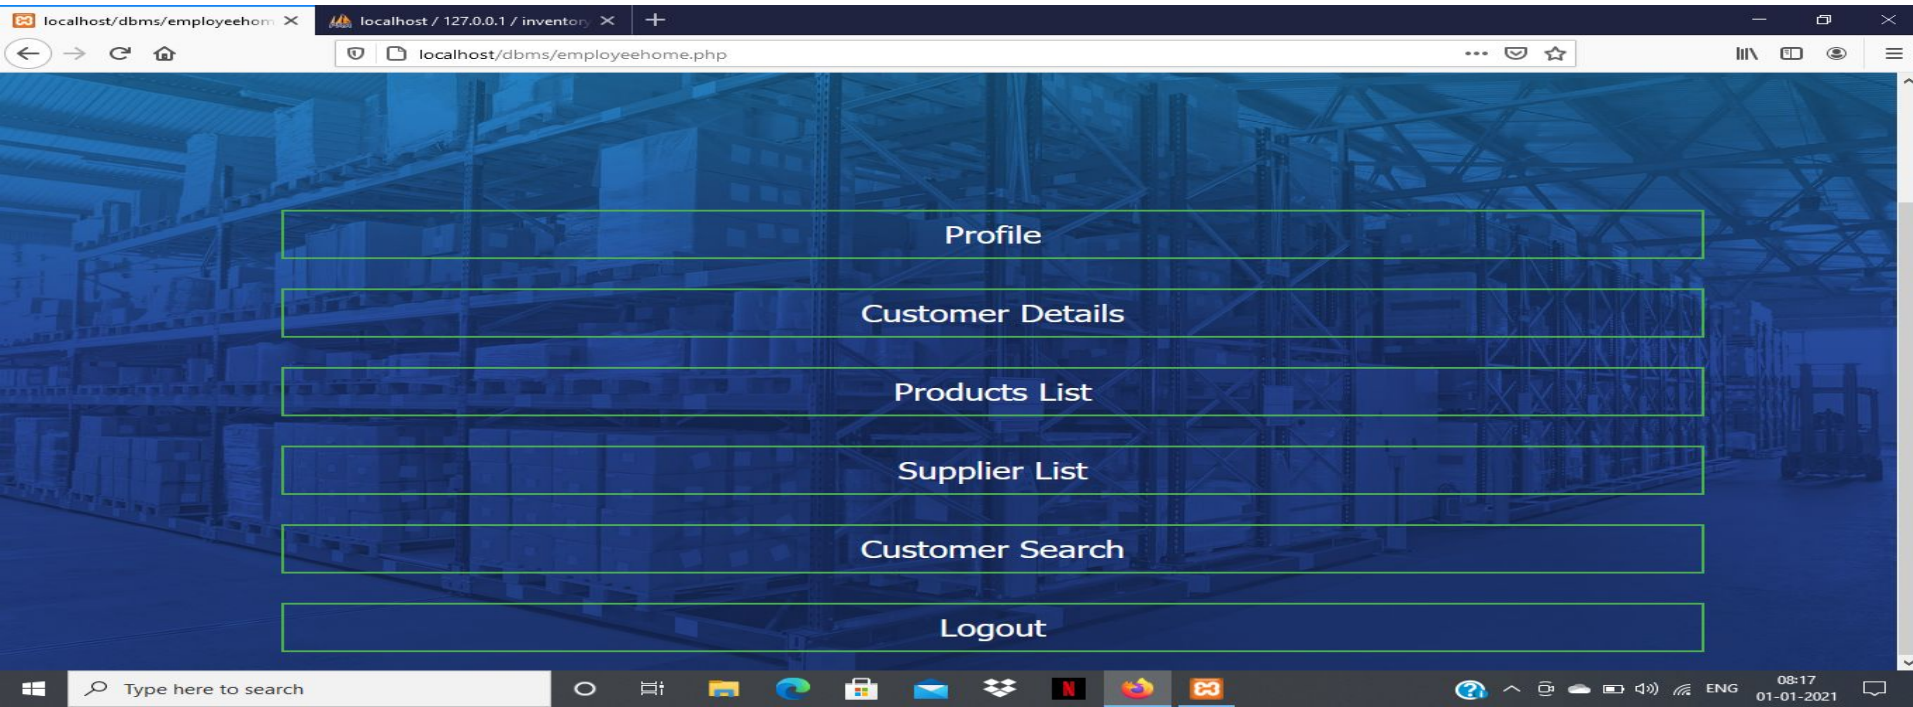 localhost/dbms/employeehom
localhost / 127.0.0.1 / inventory
localhost/dbms/employeehome.php
Profile
Customer Details
Products List
Supplier List
Customer Search
Logout
Type here to search
N
ENG
08:17
01-01-2021